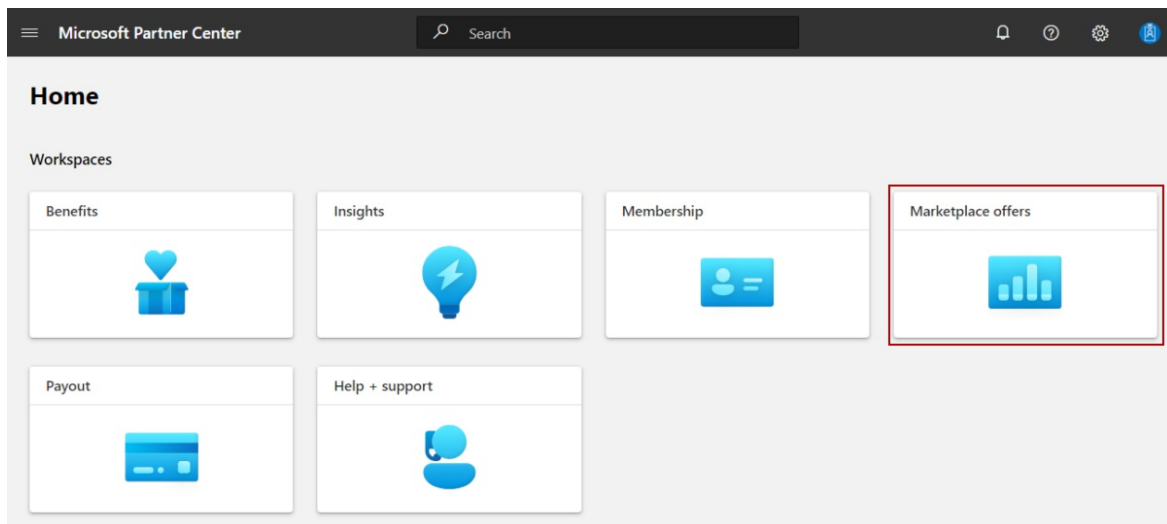 Microsoft Partner Center
Search
Home
Workspaces
Benefits
Insights
Membership
Marketplace offers
Payout
Help + support